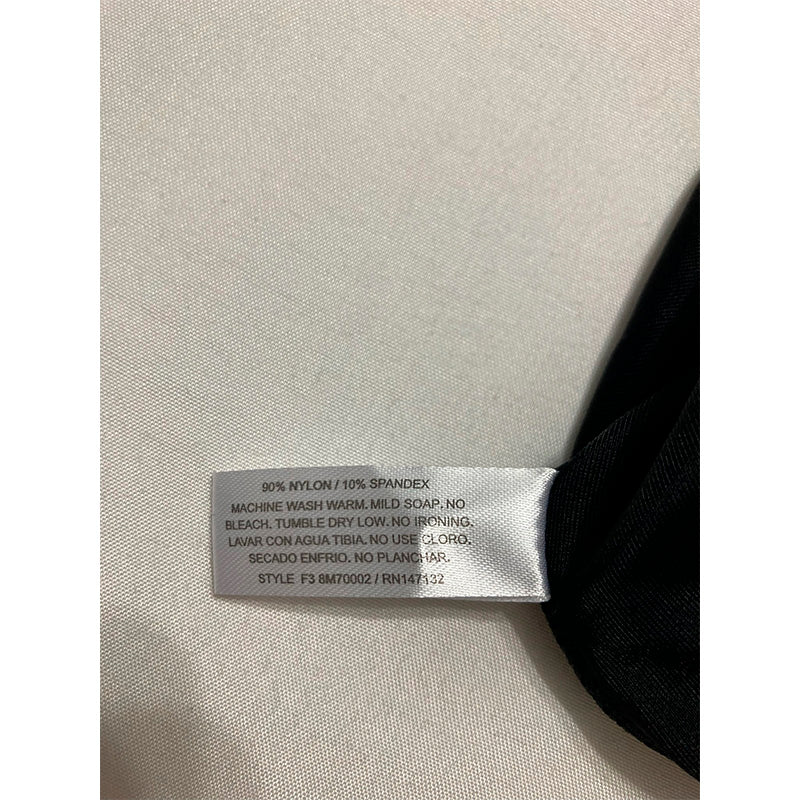 90% NYLON / 10% SPANDEX
MACHINE WASH WARM. MILD SOAP. NO
BLEACH. TUMBLE DRY LOW. NO IRONING.
LAVAR CON AGUA TIBIA. NO USE CLORO.
SECADO ENFRIO. NO PLANCHAR.
STYLE F3 8M70002 / RN147132